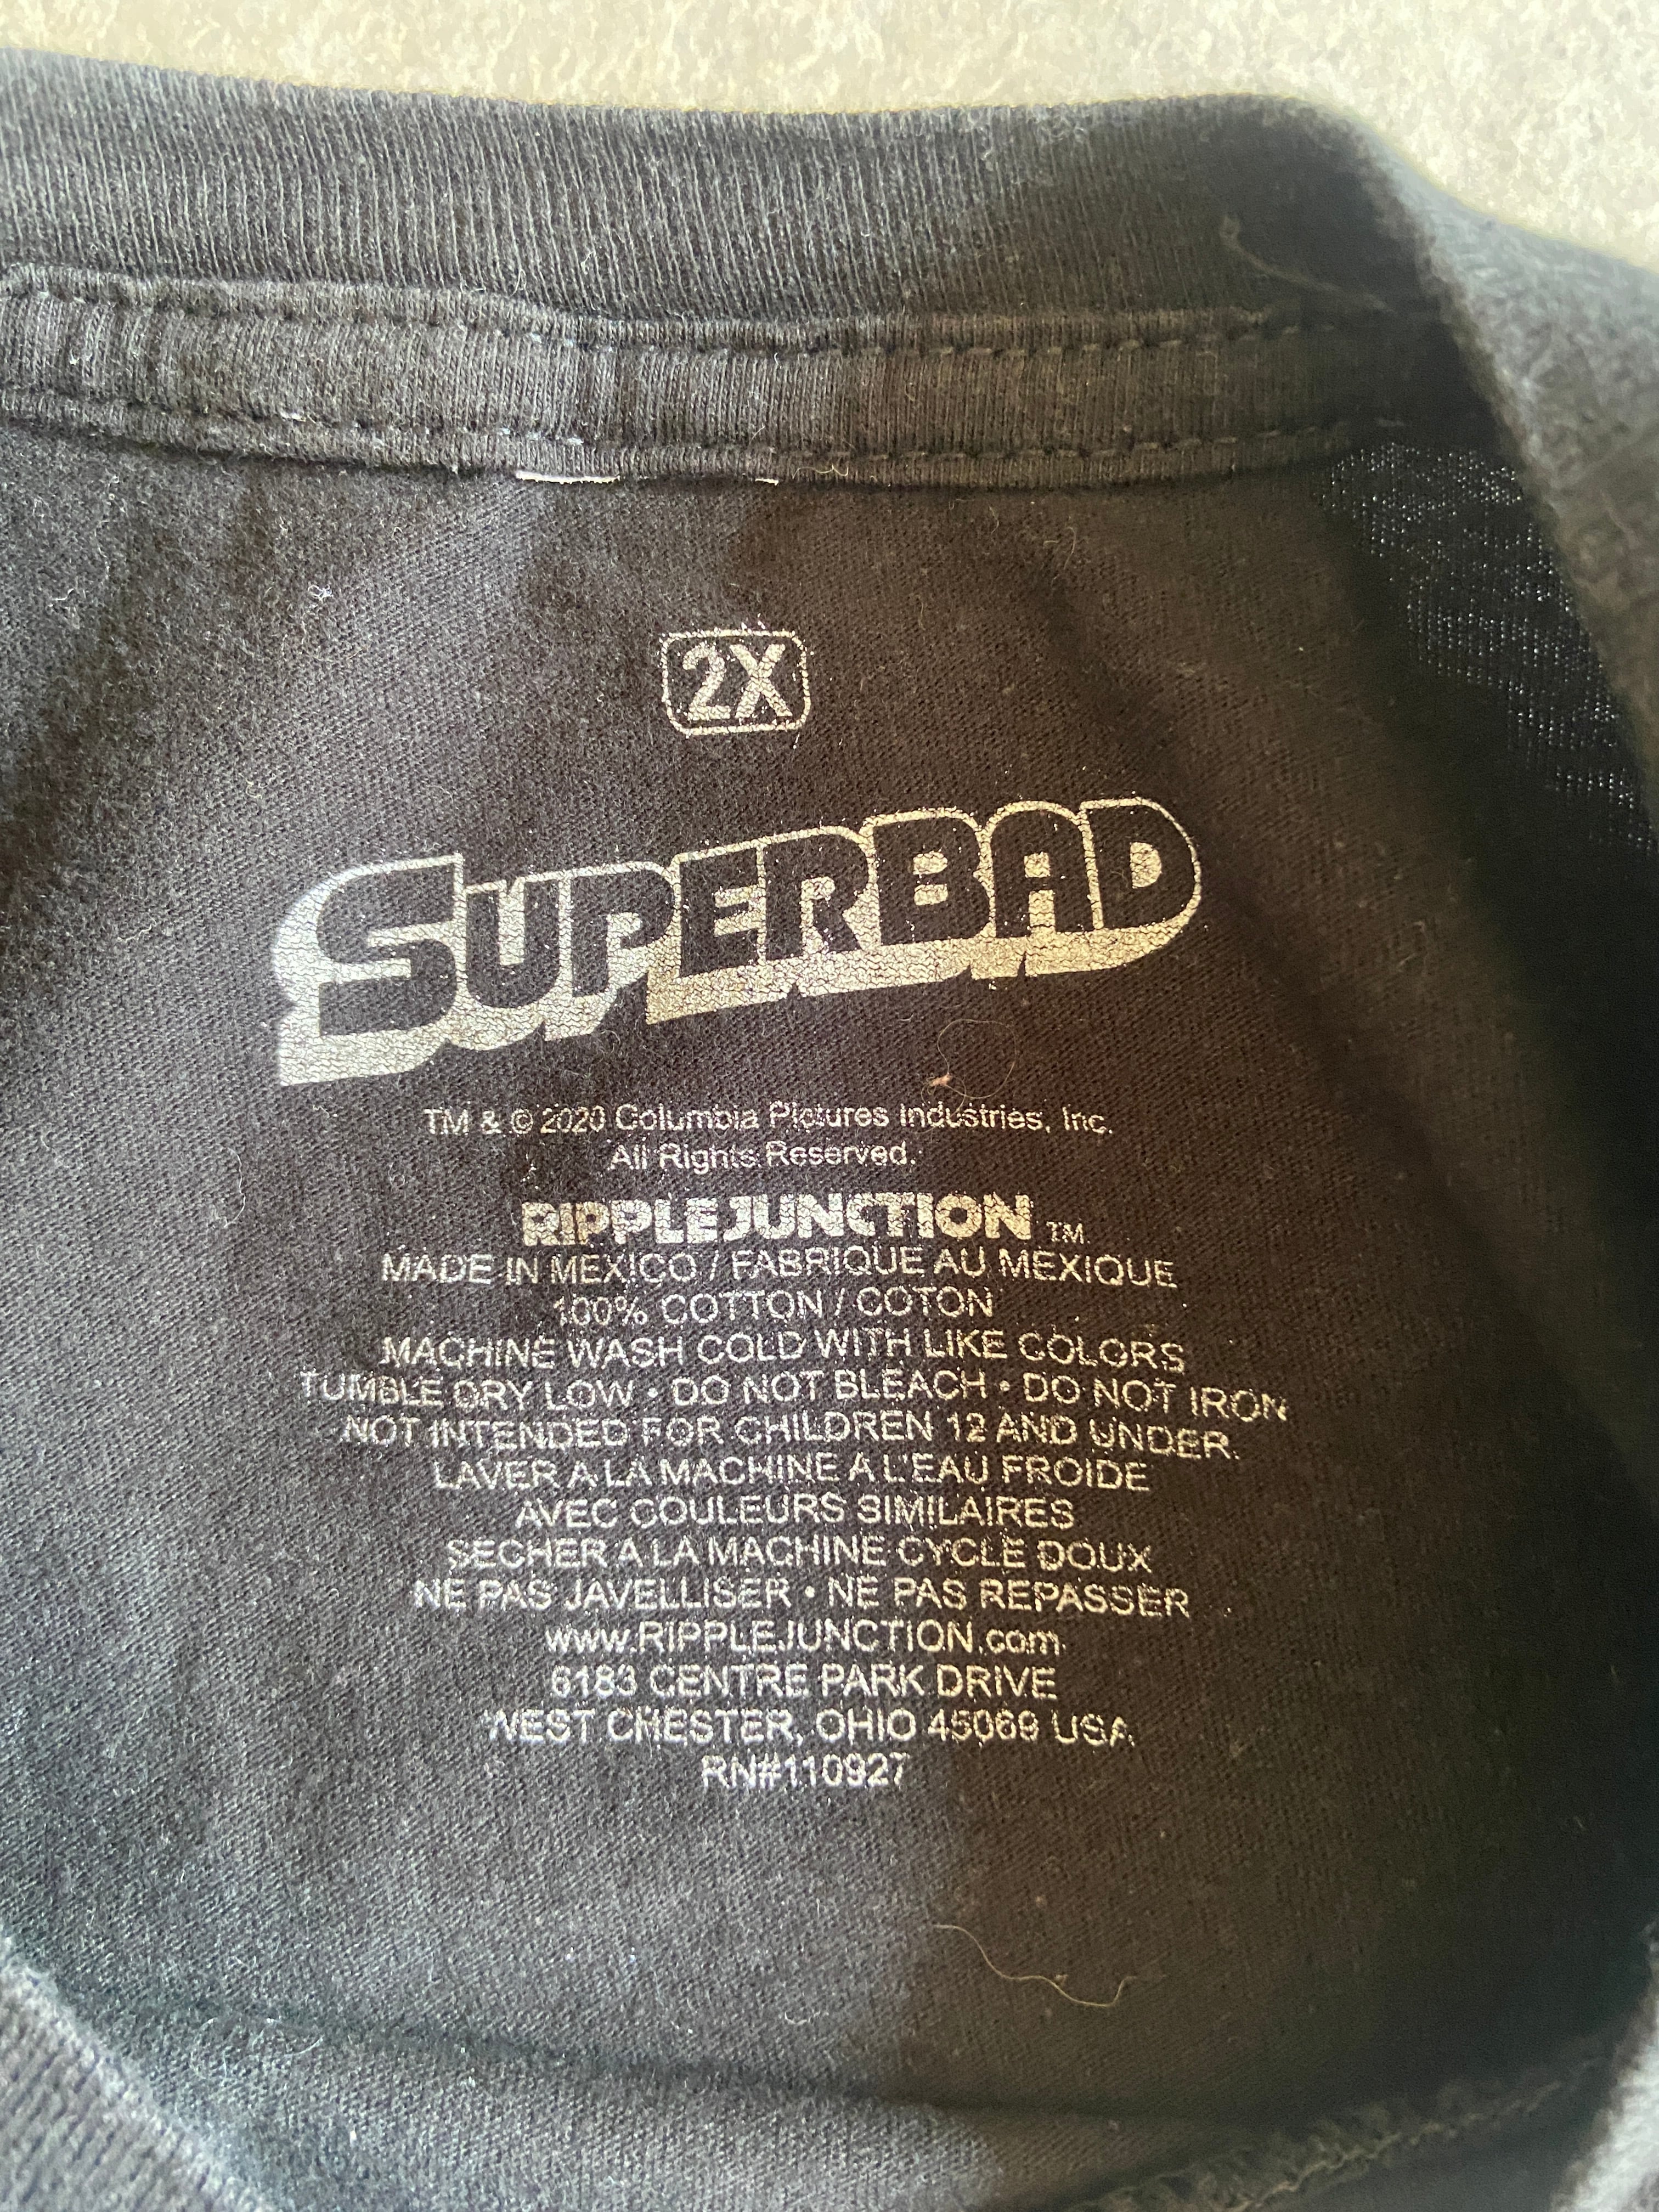 2X
SUPERBAD
TM & © 2020 Columbia Pictures Industries, Inc.
All Rights Reserved.
RIPPLE JUNCTION TM
MADE IN MEXICO / FABRIQUE AU MEXIQUE
100% COTTON / COTON
MACHINE WASH COLD WITH LIKE COLORS
TUMBLE DRY LOW • DO NOT BLEACH • DO NOT IRON
NOT INTENDED FOR CHILDREN 12 AND UNDER.
LAVER A LA MACHINE A L'EAU FROIDE
AVEC COULEURS SIMILAIRES
SECHER A LA MACHINE CYCLE DOUX
NE PAS JAVELLISER • NE PAS REPASSER
www.RIPPLEJUNCTION.com
6183 CENTRE PARK DRIVE
WEST CHESTER, OHIO 45069 USA
RN#110927